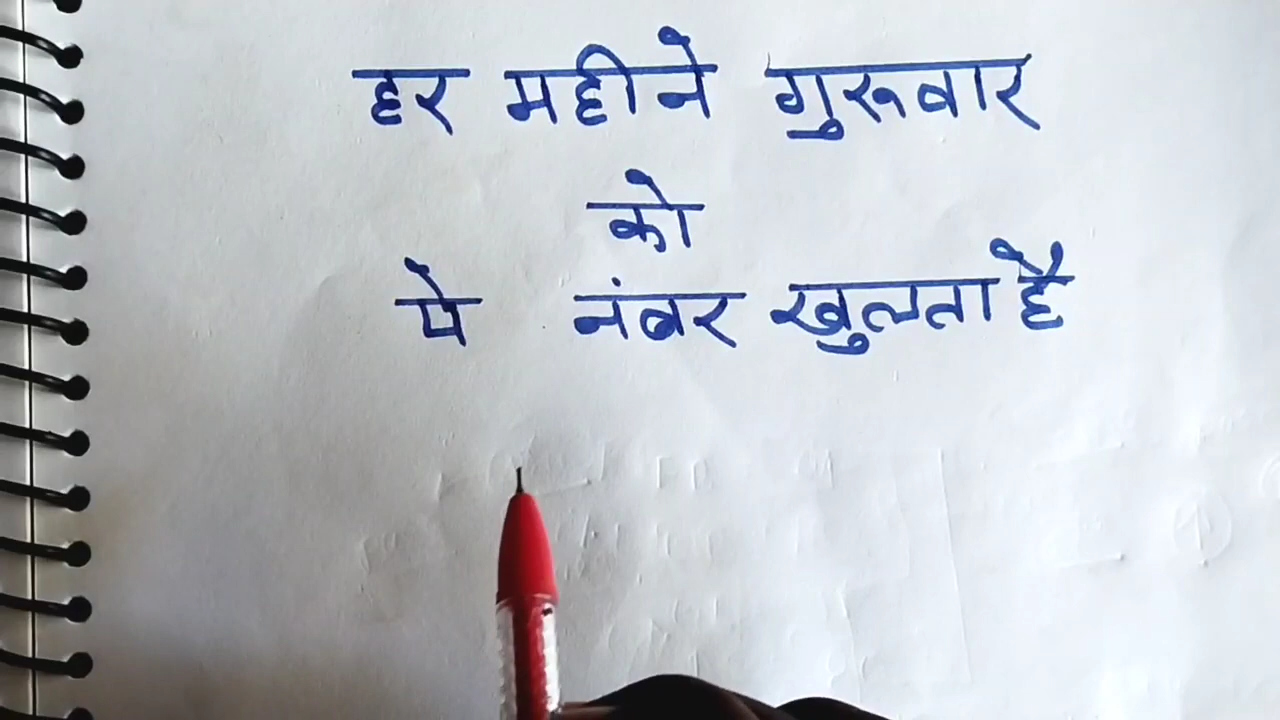 हर महीने गुरूवार
को
ये नंबर खुलता है